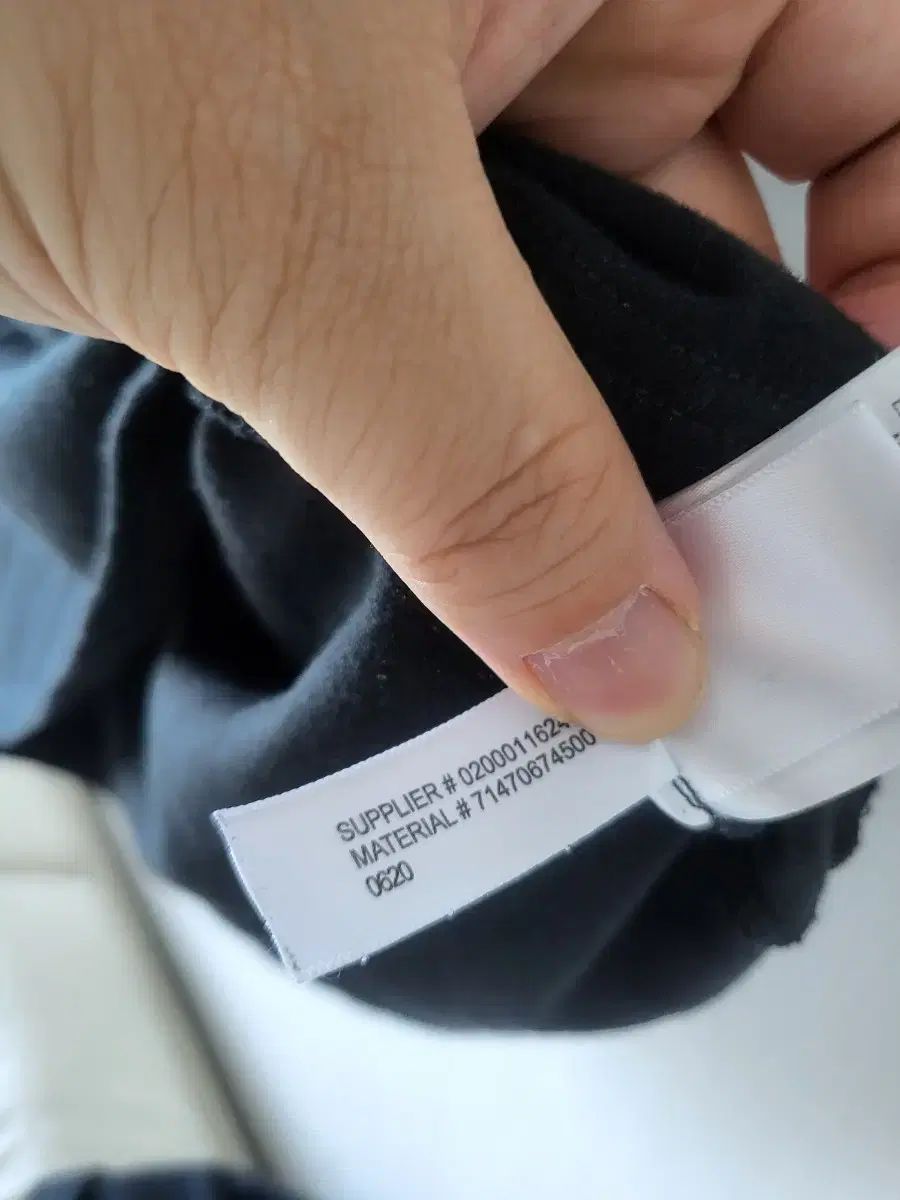 SUPPLIER # 020001162
MATERIAL # 71470674500
0620